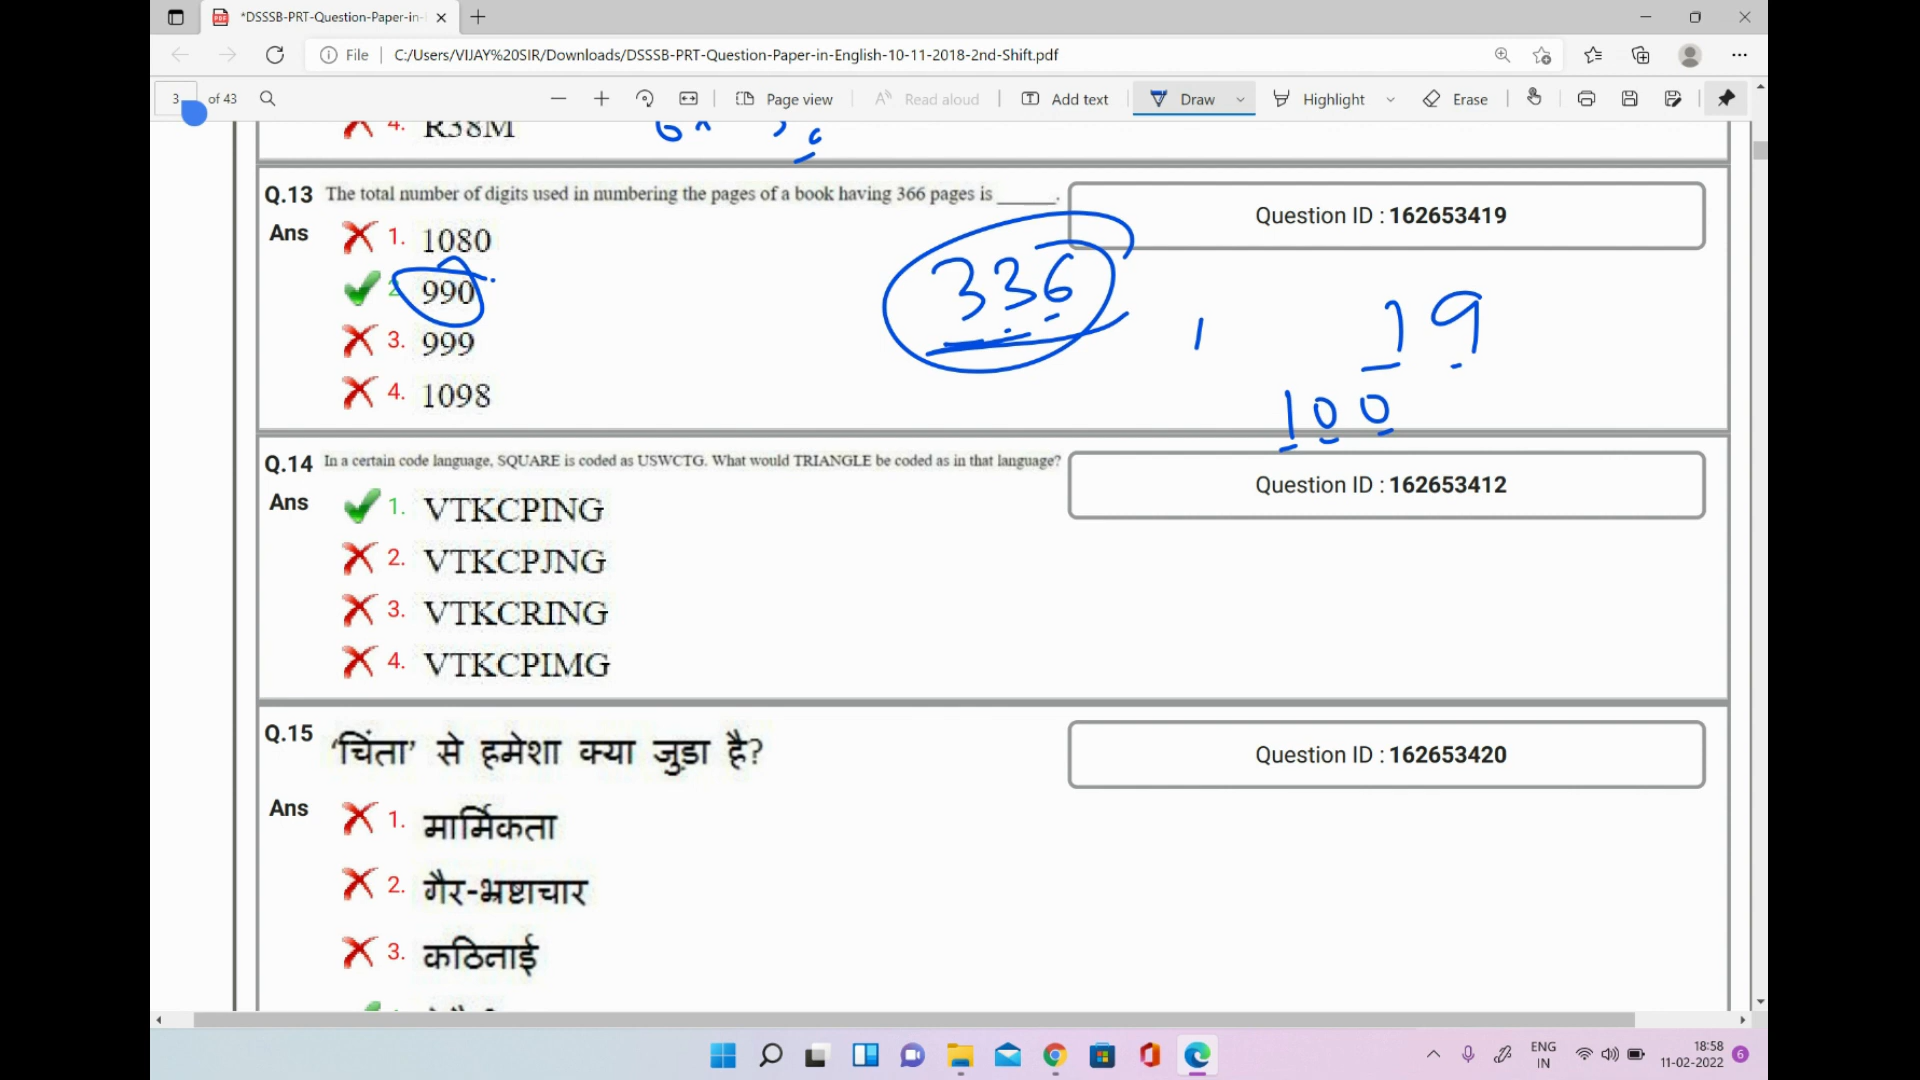 *DSSSB-PRT-Question-Paper-in-
File C:/Users/VIJAY%20SIR/Downloads/DSSSB-PRT-Question-Paper-in-English-10-11-2018-2nd-Shift.pdf
3 of 43 Page view Read aloud Add text Draw Highlight Erase
4. R38M
Q.13 The total number of digits used in numbering the pages of a book having 366 pages is ______.
Question ID : 162653419
Ans
1. 1080
2. 990
3. 999
4. 1098
336
1 19
100
Q.14 In a certain code language, SQUARE is coded as USWCTG. What would TRIANGLE be coded as in that language?
Question ID : 162653412
Ans
1. VTKCPING
2. VTKCPJNG
3. VTKCRING
4. VTKCPIMG
Q.15 'चिंता' से हमेशा क्या जुड़ा है?
Question ID : 162653420
Ans
1. मार्मिकता
2. गैर-भ्रष्टाचार
3. कठिनाई
ENG
IN
18:58
11-02-2022
6